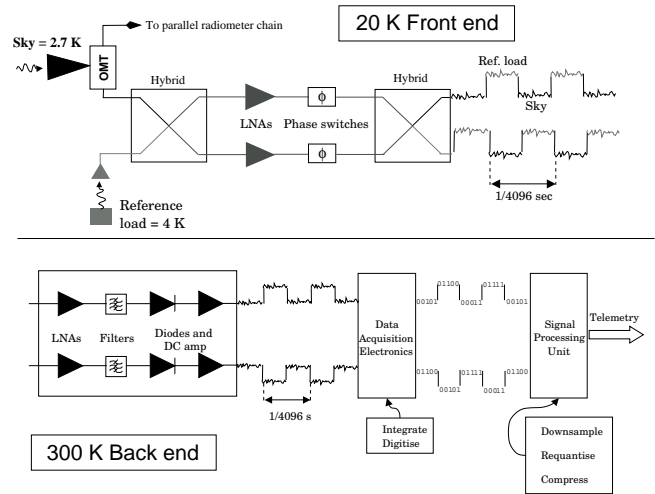 20 K Front end
To parallel radiometer chain
Sky = 2.7 K
OMT
Hybrid
Hybrid
Ref. load
Sky
LNAs
Phase switches
ϕ
ϕ
1/4096 sec
Reference
load = 4 K
LNAs
Filters
Diodes and
DC amp
1/4096 s
Data
Acquisition
Electronics
00101
01100
00011
01111
00101
01100
00101
01111
00011
01100
Signal
Processing
Unit
Telemetry
Integrate
Digitise
Downsample
Requantise
Compress
300 K Back end